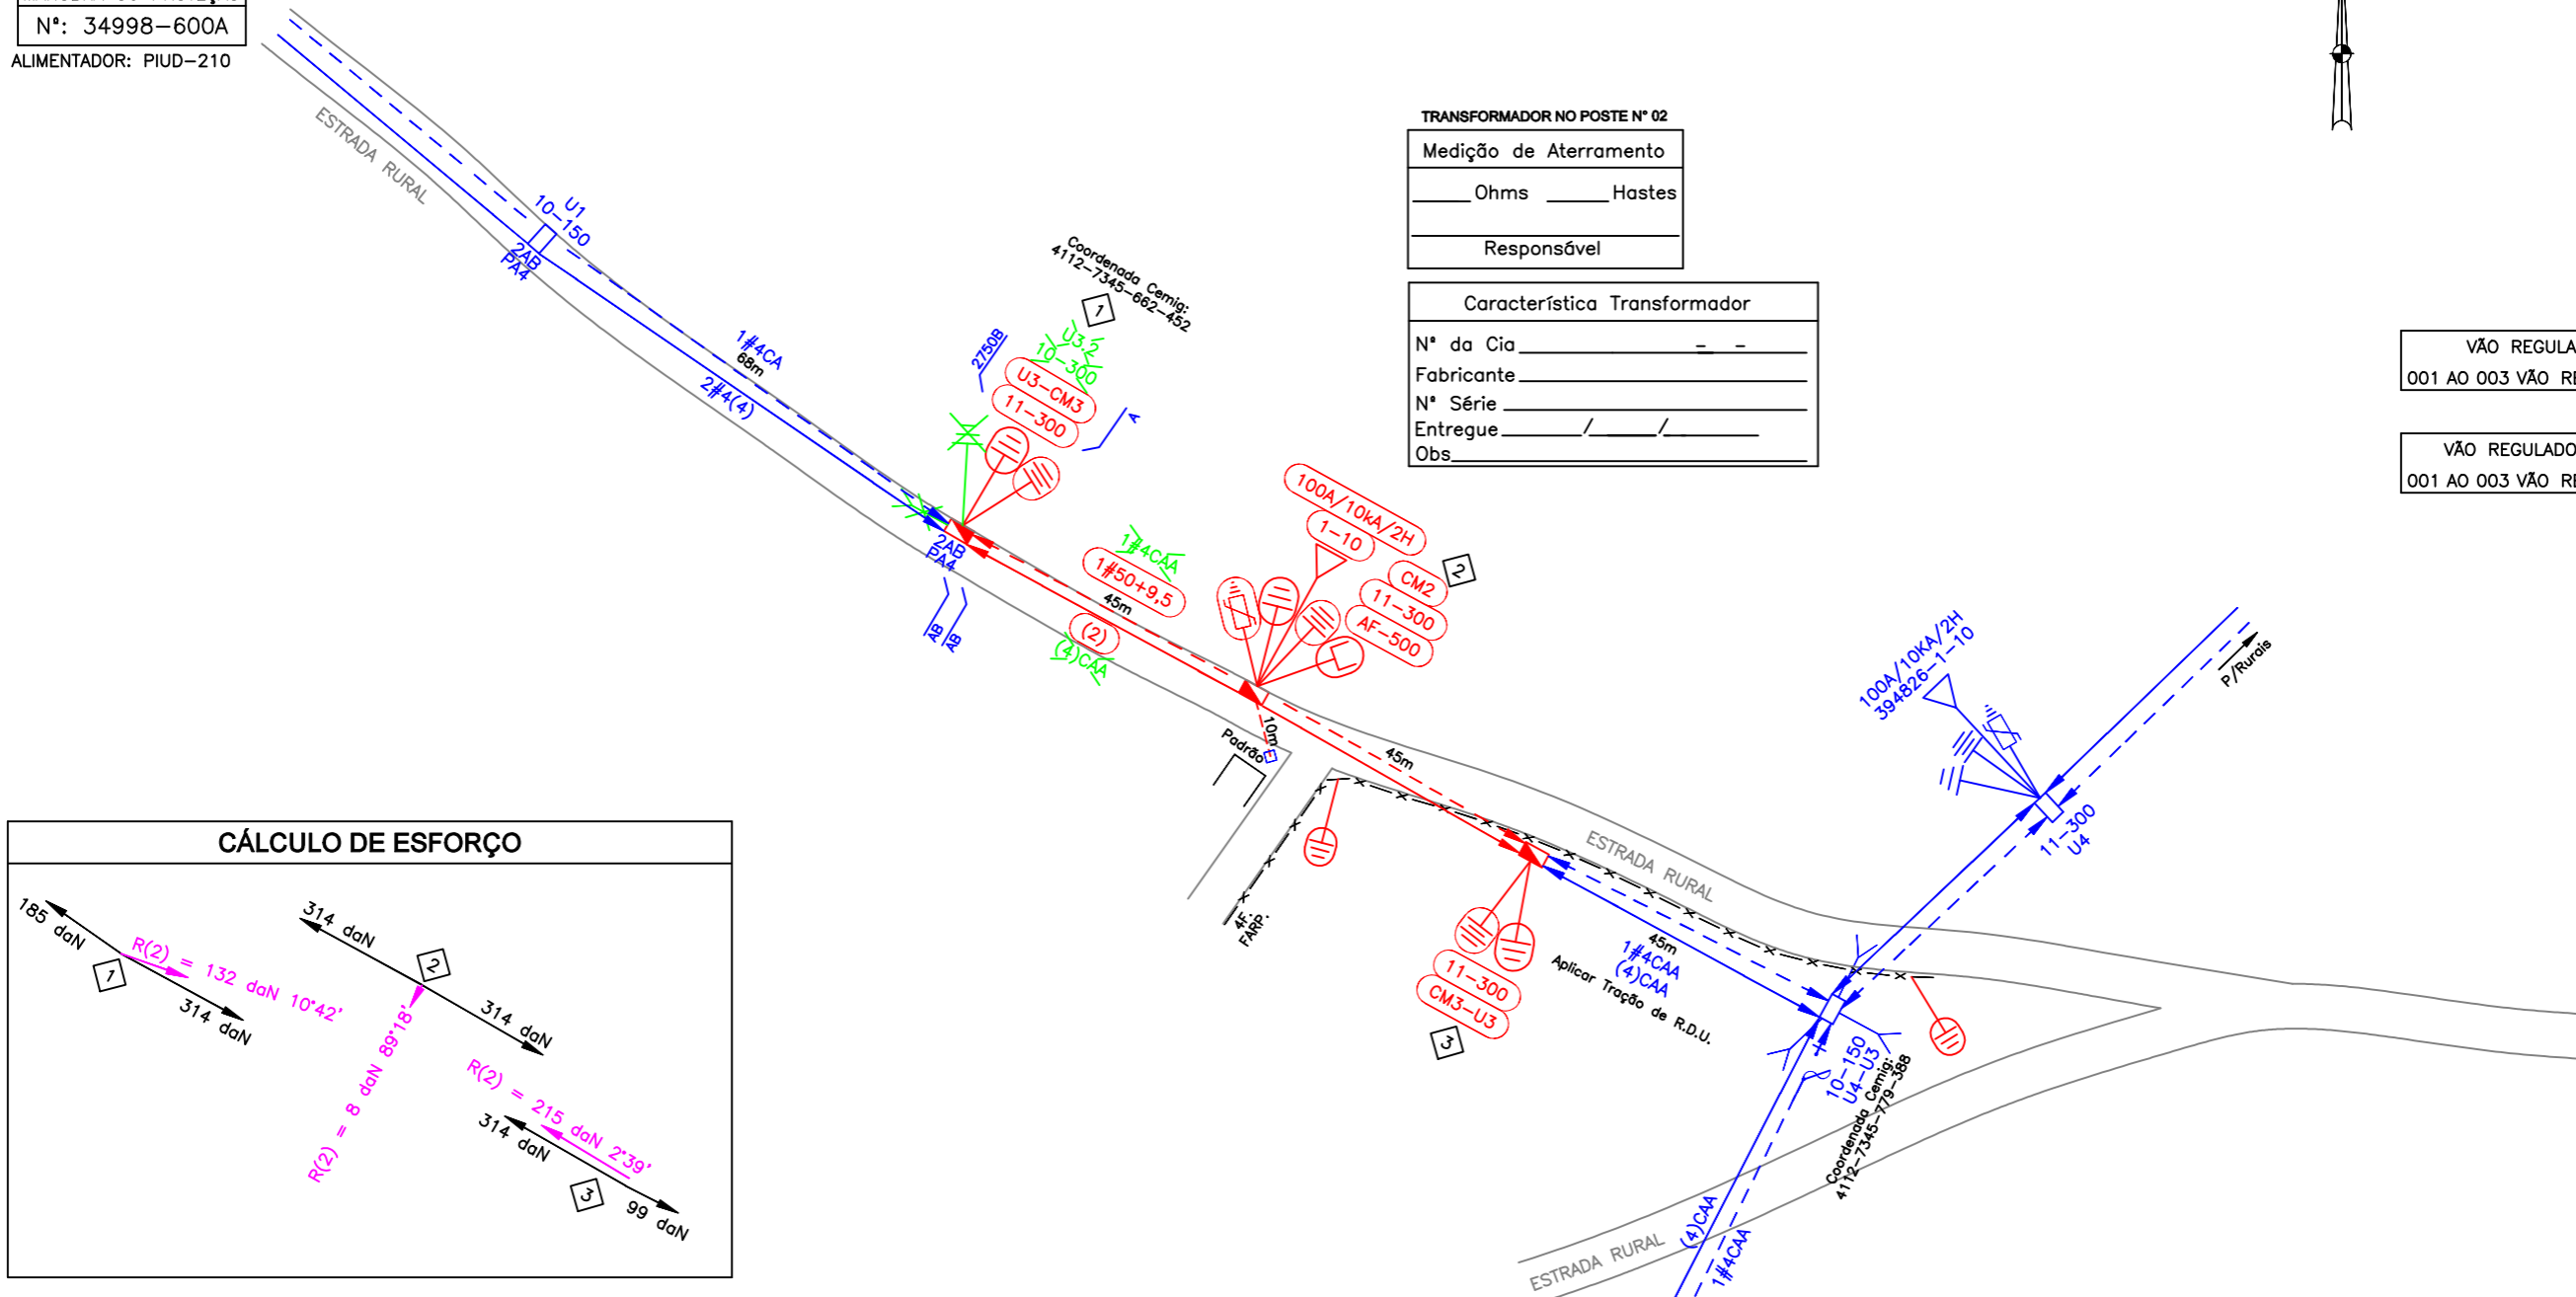 Nº: 34998-600A
ALIMENTADOR: PIUD-210
ESTRADA RURAL
U1
10-150
2AB
PA4
1#4CA
68m
2#4(4)
Coordenada Cemig:
4112-7345-662-452
1
2750B
U3.2
10-300
U3-CM3
11-300
A
2AB
PA4
AB
AB
1#4CAA
1#50+9,5
45m
(2)
(4)CAA
TRANSFORMADOR NO POSTE Nº 02
Medição de Aterramento
Ohms Hastes
Responsável
Característica Transformador
Nº da Cia - -
Fabricante
Nº Série
Entregue / /
Obs
VÃO REGULA
001 AO 003 VÃO RE
VÃO REGULADO
001 AO 003 VÃO RE
100A/10kA/2H
1-10
CM2
11-300
AF-500
2
10m
Padrão
45m
4F.
FARP.
ESTRADA RURAL
11-300
CM3-U3
3
45m
1#4CAA
(4)CAA
Aplicar Tração de R.D.U.
100A/10KA/2H
394826-1-10
P/Rurais
11-300
U4
10-150
U4-U3
Coordenada Cemig:
4112-7345-779-388
(4)CAA
1#4CAA
ESTRADA RURAL
CÁLCULO DE ESFORÇO
185 daN
R(2) = 132 daN 10°42'
1
314 daN
314 daN
2
314 daN
R(2) = 8 daN 89°18'
R(2) = 215 daN 2°39'
314 daN
3
99 daN